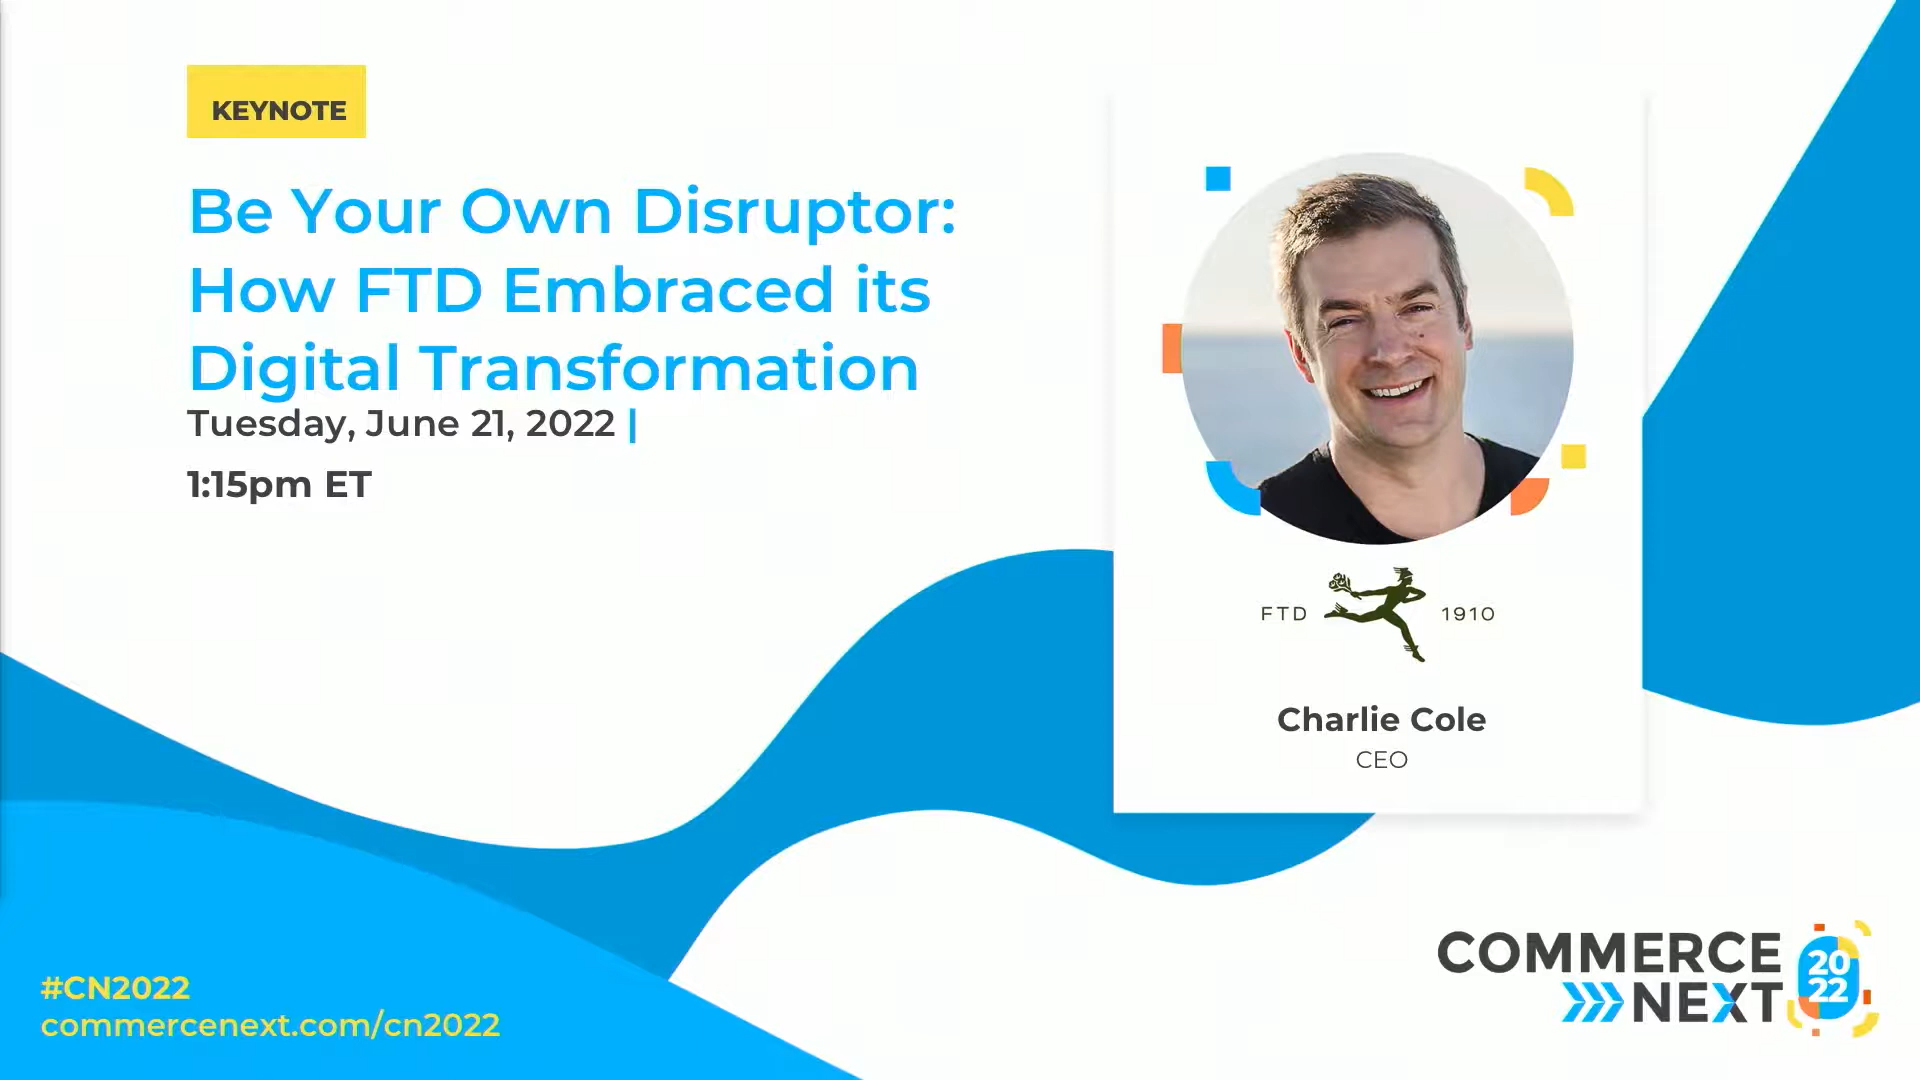 KEYNOTE
Be Your Own Disruptor:
How FTD Embraced its
Digital Transformation
Tuesday, June 21, 2022 |
1:15pm ET
FTD 1910
Charlie Cole
CEO
#CN2022
commercenext.com/cn2022
COMMERCE
NEXT
20
22